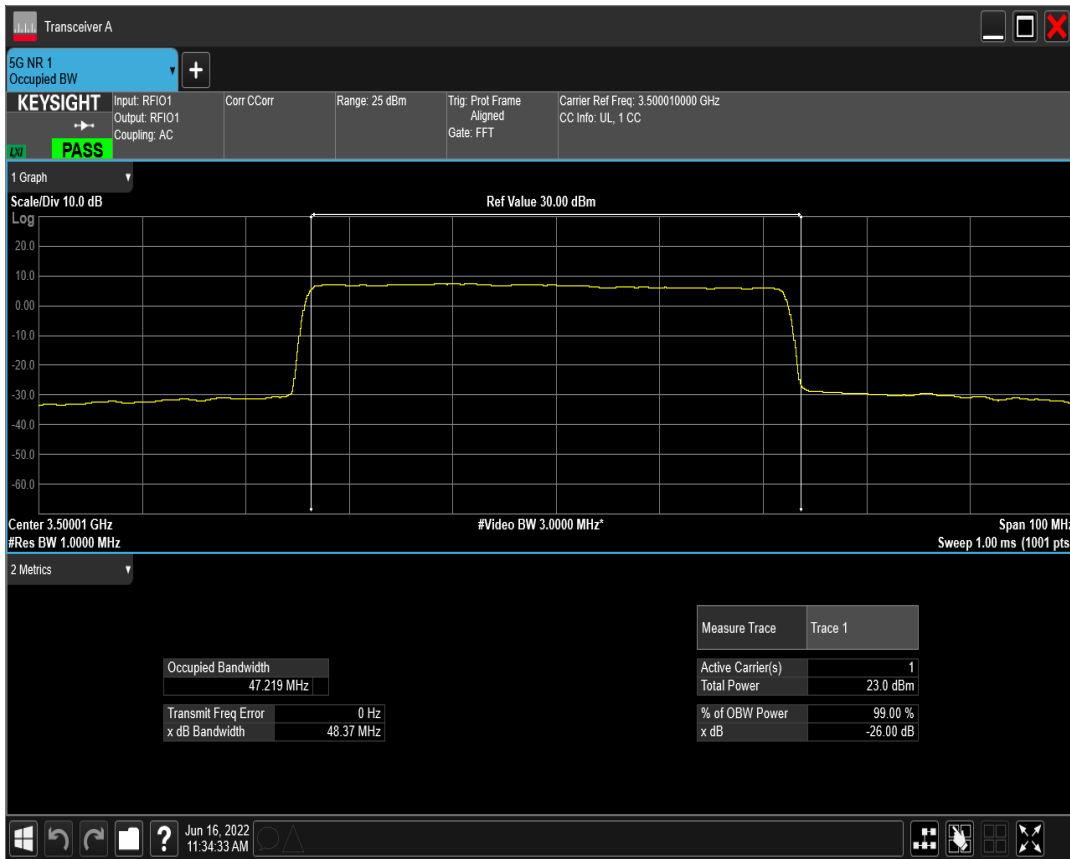 Transceiver A
5G NR 1
Occupied BW
+
KEYSIGHT
LXI
PASS
Input: RFIO1
Output: RFIO1
Coupling: AC
Corr CCorr
Range: 25 dBm
Trig: Prot Frame
Aligned
Gate: FFT
Carrier Ref Freq: 3.500010000 GHz
CC Info: UL, 1 CC
1 Graph
Scale/Div 10.0 dB
Ref Value 30.00 dBm
Log
20.0
10.0
0.00
-10.0
-20.0
-30.0
-40.0
-50.0
-60.0
Center 3.50001 GHz
#Video BW 3.0000 MHz*
Span 100 MHz
#Res BW 1.0000 MHz
Sweep 1.00 ms (1001 pts
2 Metrics
Measure Trace Trace 1
Occupied Bandwidth
47.219 MHz
Active Carrier(s) 1
Total Power 23.0 dBm
Transmit Freq Error 0 Hz
x dB Bandwidth 48.37 MHz
% of OBW Power 99.00 %
x dB -26.00 dB
?
Jun 16, 2022
11:34:33 AM